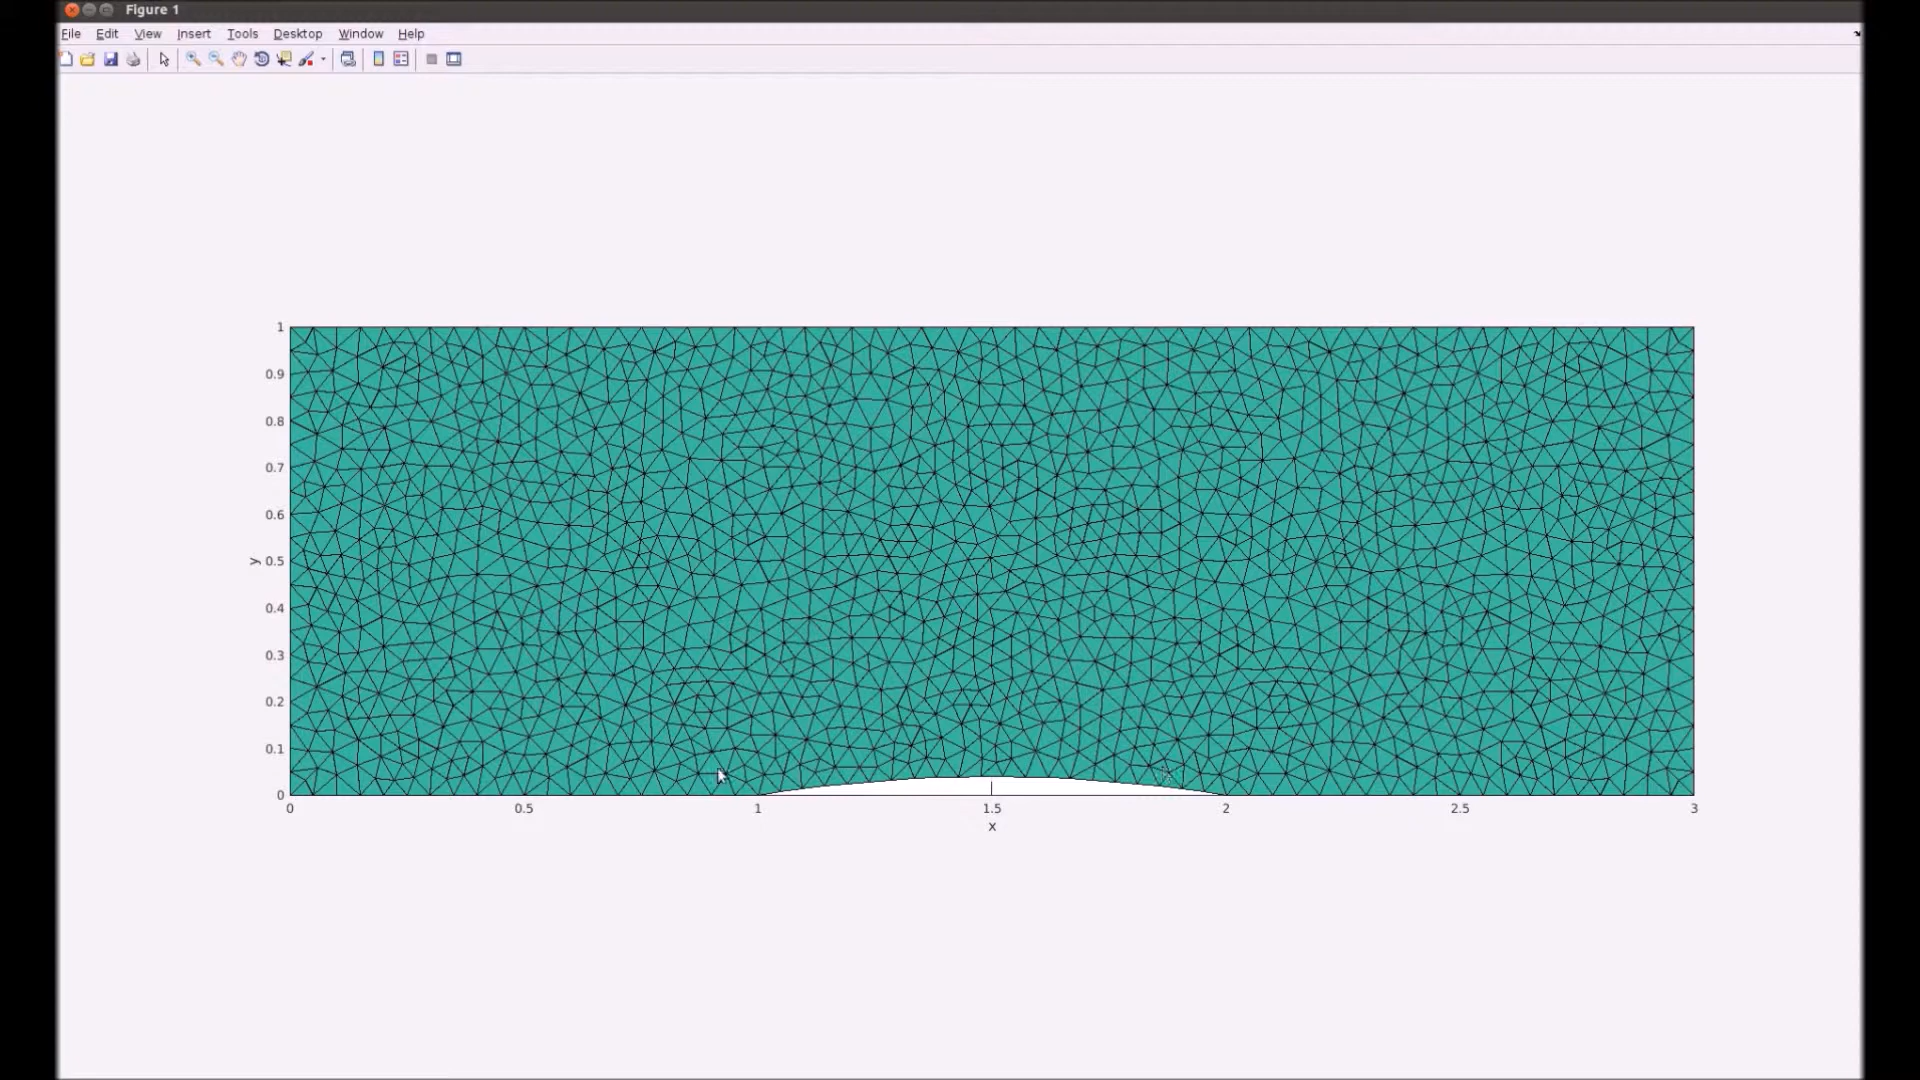 Figure 1
File Edit View Insert Tools Desktop Window Help
1
0.9
0.8
0.7
0.6
y 0.5
0.4
0.3
0.2
0.1
0
0 0.5 1 1.5 2 2.5 3
x